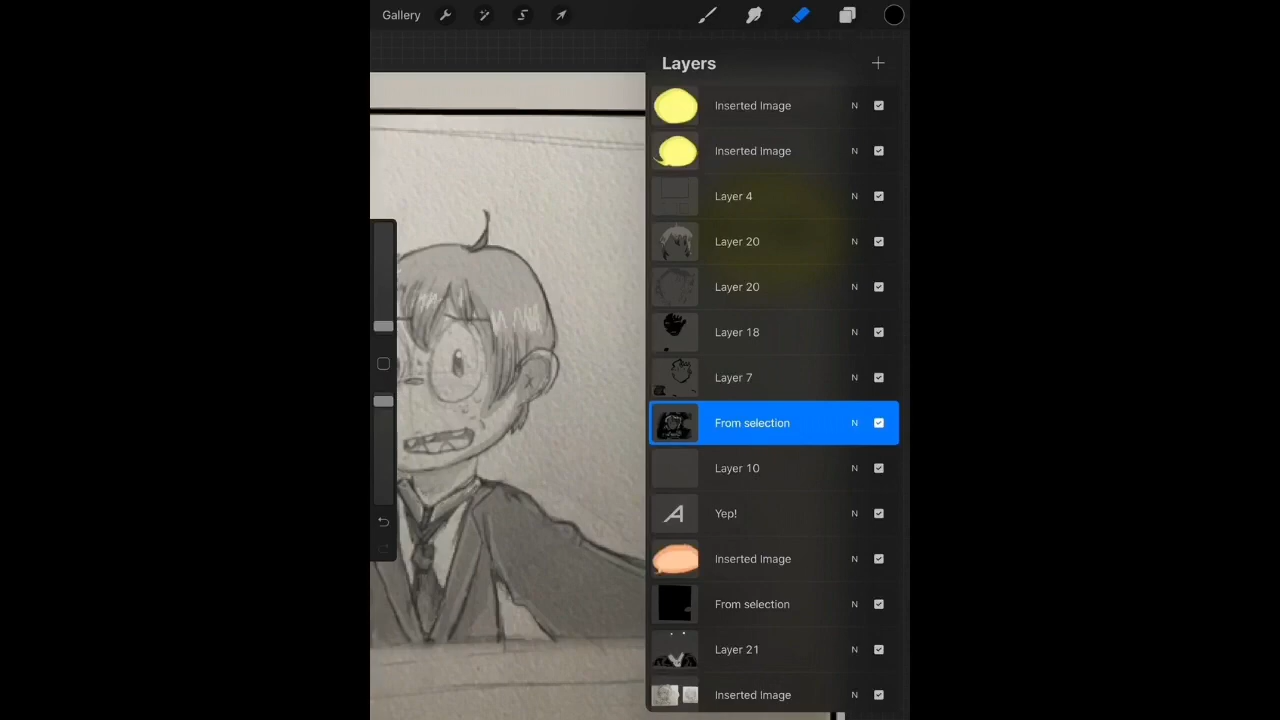 Gallery
Layers
Inserted Image N
Inserted Image N
Layer 4 N
Layer 20 N
Layer 20 N
Layer 18 N
Layer 7 N
From selection N
Layer 10 N
A Yep! N
Inserted Image N
From selection N
Layer 21 N
Inserted Image N